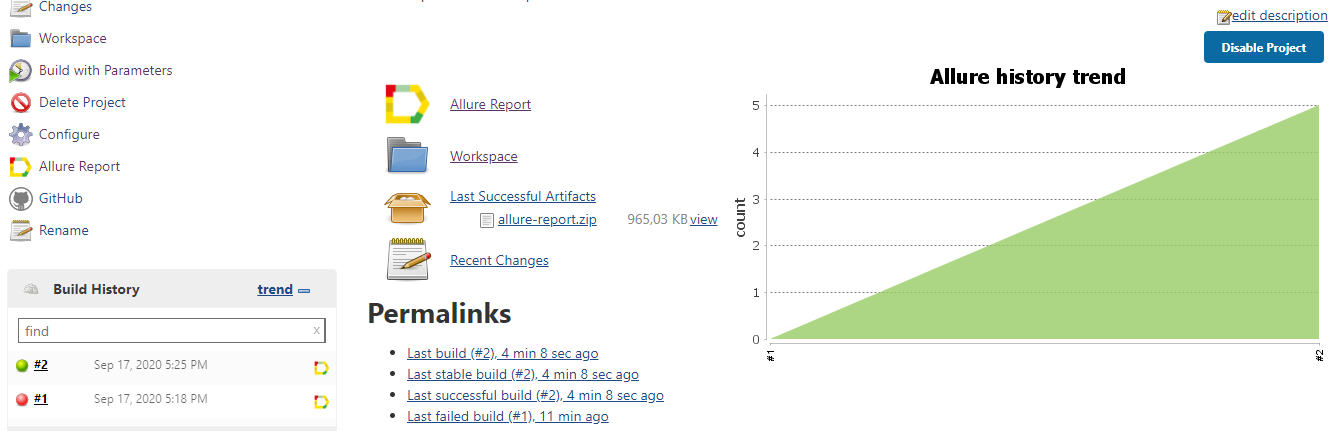 Changes
Workspace
Build with Parameters
Delete Project
Configure
Allure Report
GitHub
Rename
Build History trend
find x
#2 Sep 17, 2020 5:25 PM
#1 Sep 17, 2020 5:18 PM
edit description
Disable Project
Allure Report
Workspace
Last Successful Artifacts
allure-report.zip 965,03 KB view
Recent Changes
Permalinks
Last build (#2), 4 min 8 sec ago
Last stable build (#2), 4 min 8 sec ago
Last successful build (#2), 4 min 8 sec ago
Last failed build (#1), 11 min ago
Allure history trend
count
5
4
3
2
1
0
#1
#2